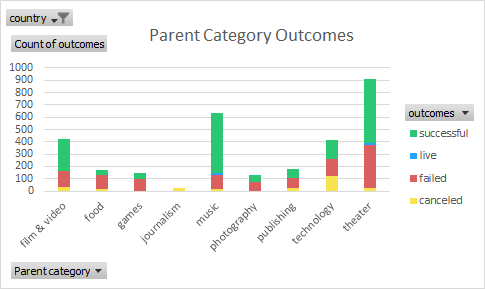 country
Count of outcomes
Parent Category Outcomes
1000
900
800
700
600
500
400
300
200
100
0
film & video
food
games
journalism
music
photography
publishing
technology
theater
outcomes
successful
live
failed
canceled
Parent category